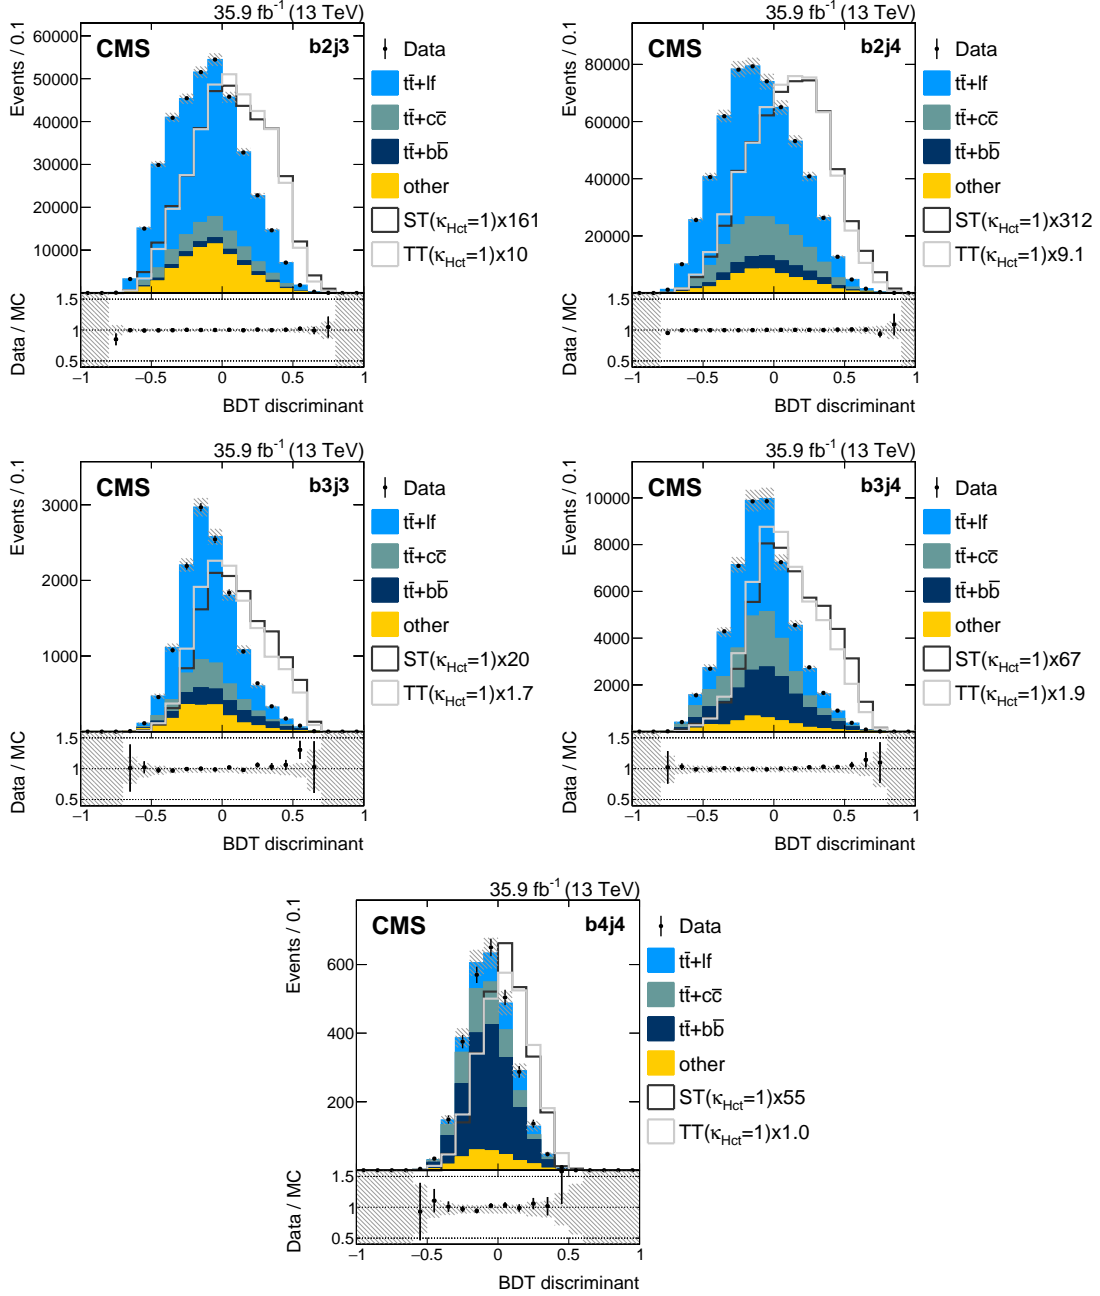 35.9 fb⁻¹ (13 TeV)
CMS
b2j3
Events / 0.1
60000
50000
40000
30000
20000
10000
Data
tt̄+lf
tt̄+cc̄
tt̄+bb̄
other
ST(κHct=1)x161
TT(κHct=1)x10
Data / MC
1.5
1
0.5
−1 −0.5 0 0.5 1
BDT discriminant
35.9 fb⁻¹ (13 TeV)
CMS
b2j4
Events / 0.1
80000
60000
40000
20000
Data
tt̄+lf
tt̄+cc̄
tt̄+bb̄
other
ST(κHct=1)x312
TT(κHct=1)x9.1
Data / MC
1.5
1
0.5
−1 −0.5 0 0.5 1
BDT discriminant
35.9 fb⁻¹ (13 TeV)
CMS
b3j3
Events / 0.1
3000
2000
1000
Data
tt̄+lf
tt̄+cc̄
tt̄+bb̄
other
ST(κHct=1)x20
TT(κHct=1)x1.7
Data / MC
1.5
1
0.5
−1 −0.5 0 0.5 1
BDT discriminant
35.9 fb⁻¹ (13 TeV)
CMS
b3j4
Events / 0.1
10000
8000
6000
4000
2000
Data
tt̄+lf
tt̄+cc̄
tt̄+bb̄
other
ST(κHct=1)x67
TT(κHct=1)x1.9
Data / MC
1.5
1
0.5
−1 −0.5 0 0.5 1
BDT discriminant
35.9 fb⁻¹ (13 TeV)
CMS
b4j4
Events / 0.1
600
400
200
Data
tt̄+lf
tt̄+cc̄
tt̄+bb̄
other
ST(κHct=1)x55
TT(κHct=1)x1.0
Data / MC
1.5
1
0.5
−1 −0.5 0 0.5 1
BDT discriminant